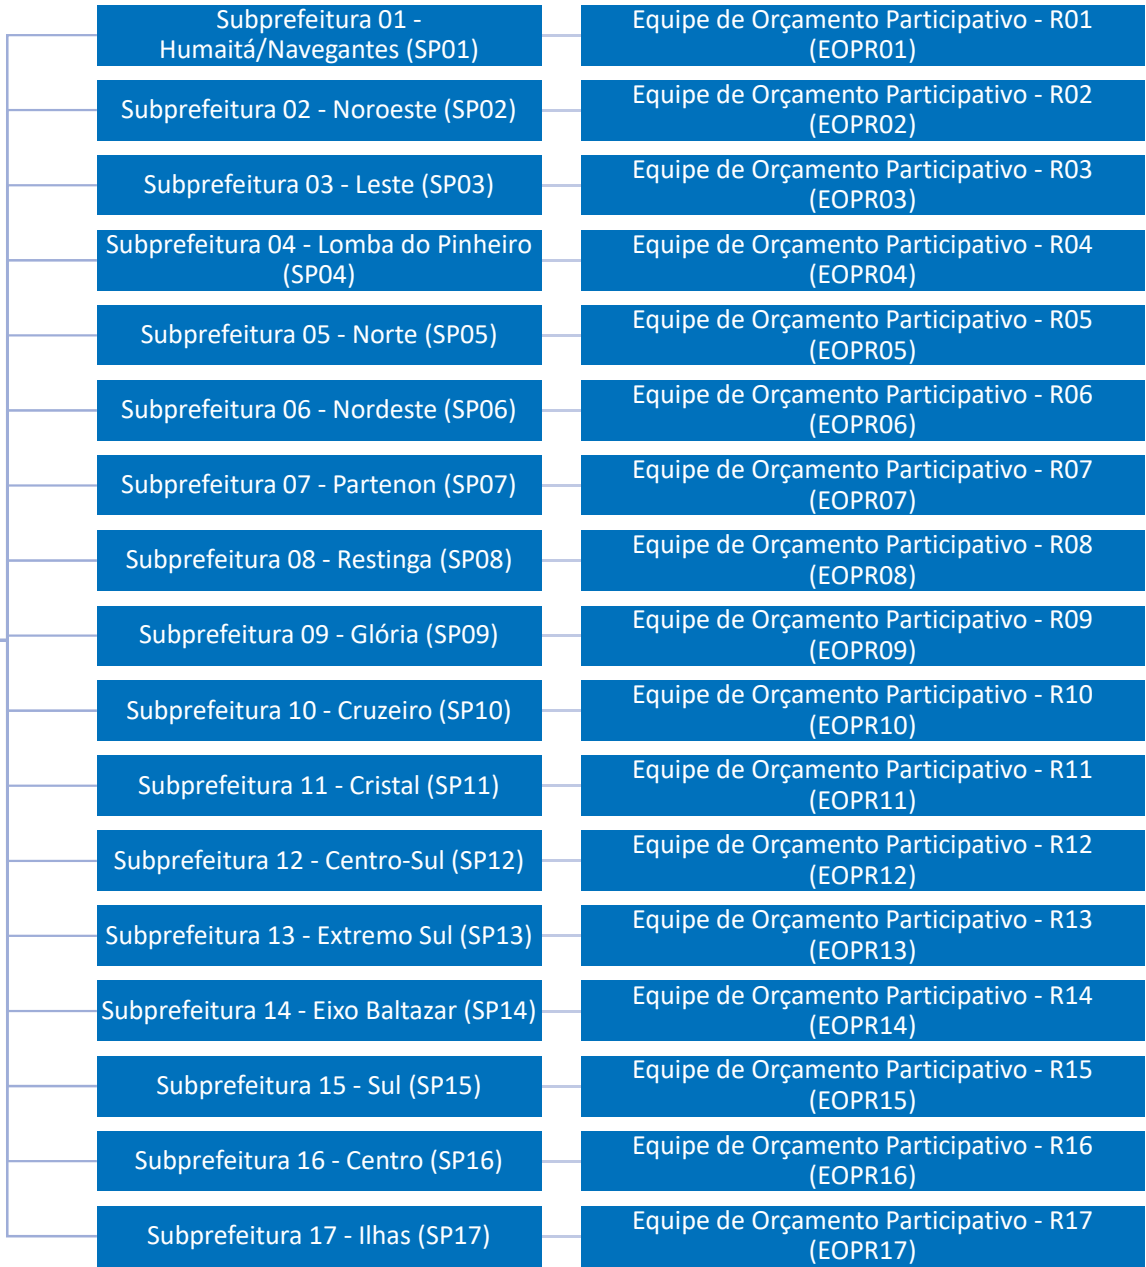 Subprefeitura 01 -
Humaitá/Navegantes (SP01)
Equipe de Orçamento Participativo - R01
(EOPR01)
Subprefeitura 02 - Noroeste (SP02)
Equipe de Orçamento Participativo - R02
(EOPR02)
Subprefeitura 03 - Leste (SP03)
Equipe de Orçamento Participativo - R03
(EOPR03)
Subprefeitura 04 - Lomba do Pinheiro
(SP04)
Equipe de Orçamento Participativo - R04
(EOPR04)
Subprefeitura 05 - Norte (SP05)
Equipe de Orçamento Participativo - R05
(EOPR05)
Subprefeitura 06 - Nordeste (SP06)
Equipe de Orçamento Participativo - R06
(EOPR06)
Subprefeitura 07 - Partenon (SP07)
Equipe de Orçamento Participativo - R07
(EOPR07)
Subprefeitura 08 - Restinga (SP08)
Equipe de Orçamento Participativo - R08
(EOPR08)
Subprefeitura 09 - Glória (SP09)
Equipe de Orçamento Participativo - R09
(EOPR09)
Subprefeitura 10 - Cruzeiro (SP10)
Equipe de Orçamento Participativo - R10
(EOPR10)
Subprefeitura 11 - Cristal (SP11)
Equipe de Orçamento Participativo - R11
(EOPR11)
Subprefeitura 12 - Centro-Sul (SP12)
Equipe de Orçamento Participativo - R12
(EOPR12)
Subprefeitura 13 - Extremo Sul (SP13)
Equipe de Orçamento Participativo - R13
(EOPR13)
Subprefeitura 14 - Eixo Baltazar (SP14)
Equipe de Orçamento Participativo - R14
(EOPR14)
Subprefeitura 15 - Sul (SP15)
Equipe de Orçamento Participativo - R15
(EOPR15)
Subprefeitura 16 - Centro (SP16)
Equipe de Orçamento Participativo - R16
(EOPR16)
Subprefeitura 17 - Ilhas (SP17)
Equipe de Orçamento Participativo - R17
(EOPR17)